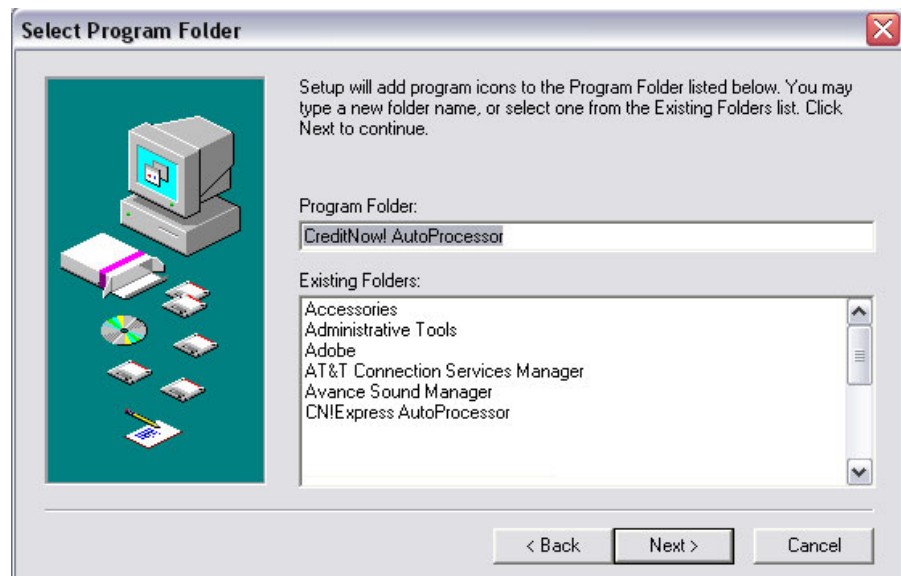 Select Program Folder
Setup will add program icons to the Program Folder listed below. You may
type a new folder name, or select one from the Existing Folders list. Click
Next to continue.
Program Folder:
CreditNow! AutoProcessor
Existing Folders:
Accessories
Administrative Tools
Adobe
AT&T Connection Services Manager
Avance Sound Manager
CN!Express AutoProcessor
< Back
Next >
Cancel